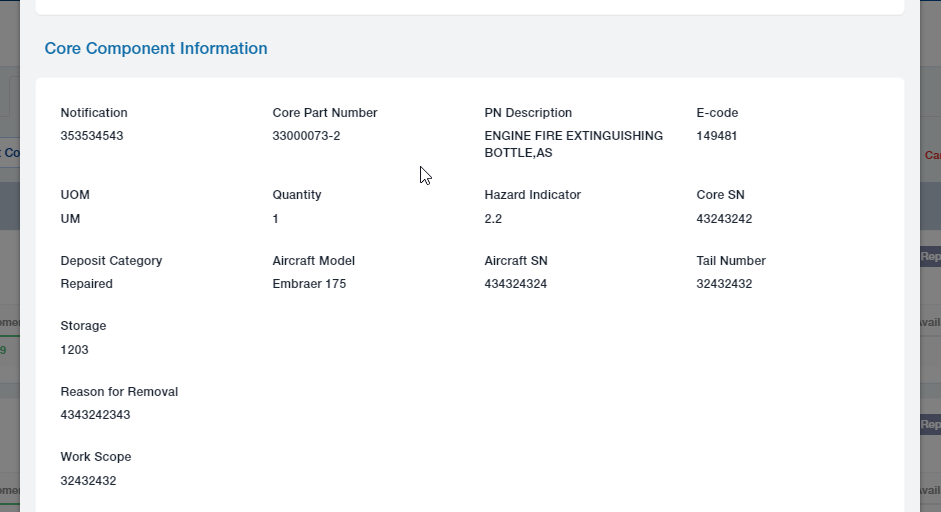 Core Component Information
Notification
353534543
Core Part Number
33000073-2
PN Description
ENGINE FIRE EXTINGUISHING
BOTTLE,AS
E-code
149481
UOM
UM
Quantity
1
Hazard Indicator
2.2
Core SN
43243242
Deposit Category
Repaired
Aircraft Model
Embraer 175
Aircraft SN
434324324
Tail Number
32432432
Storage
1203
Reason for Removal
4343242343
Work Scope
32432432